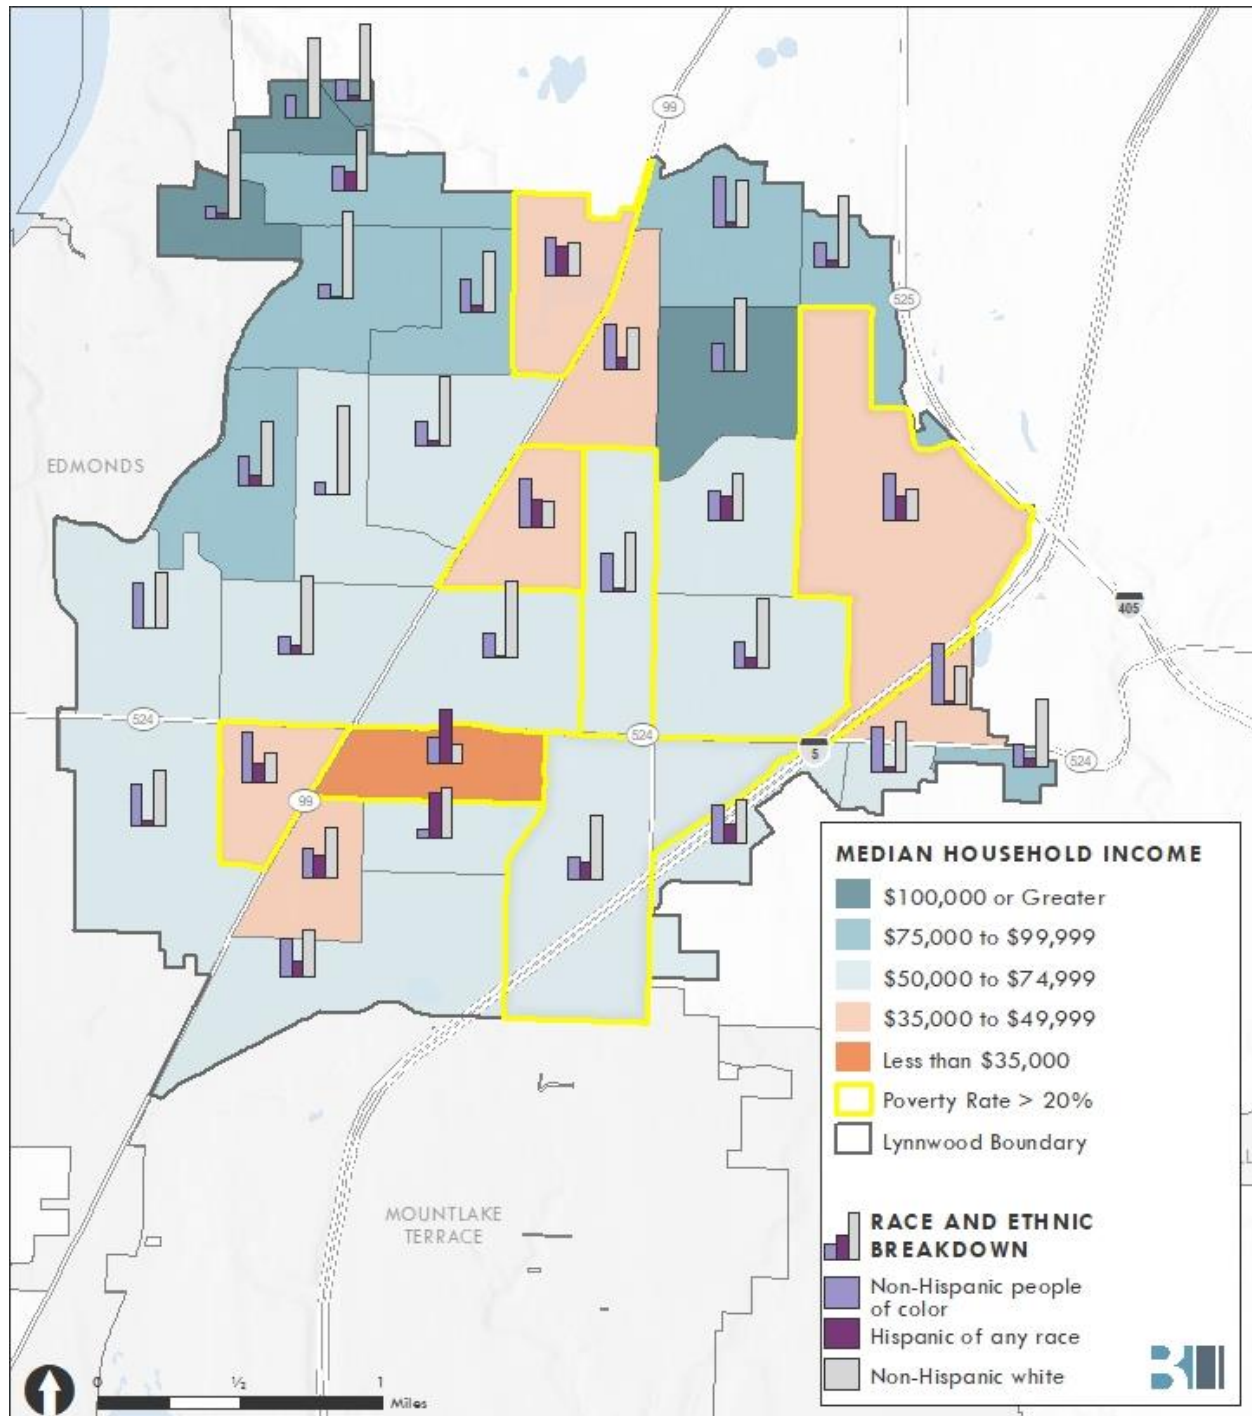 99
525
EDMONDS
405
524
524
5
524
99
MEDIAN HOUSEHOLD INCOME
$100,000 or Greater
$75,000 to $99,999
$50,000 to $74,999
$35,000 to $49,999
Less than $35,000
Poverty Rate > 20%
Lynnwood Boundary
MOUNTLAKE
TERRACE
RACE AND ETHNIC
BREAKDOWN
Non-Hispanic people
of color
Hispanic of any race
Non-Hispanic white
0 ½ 1
Miles